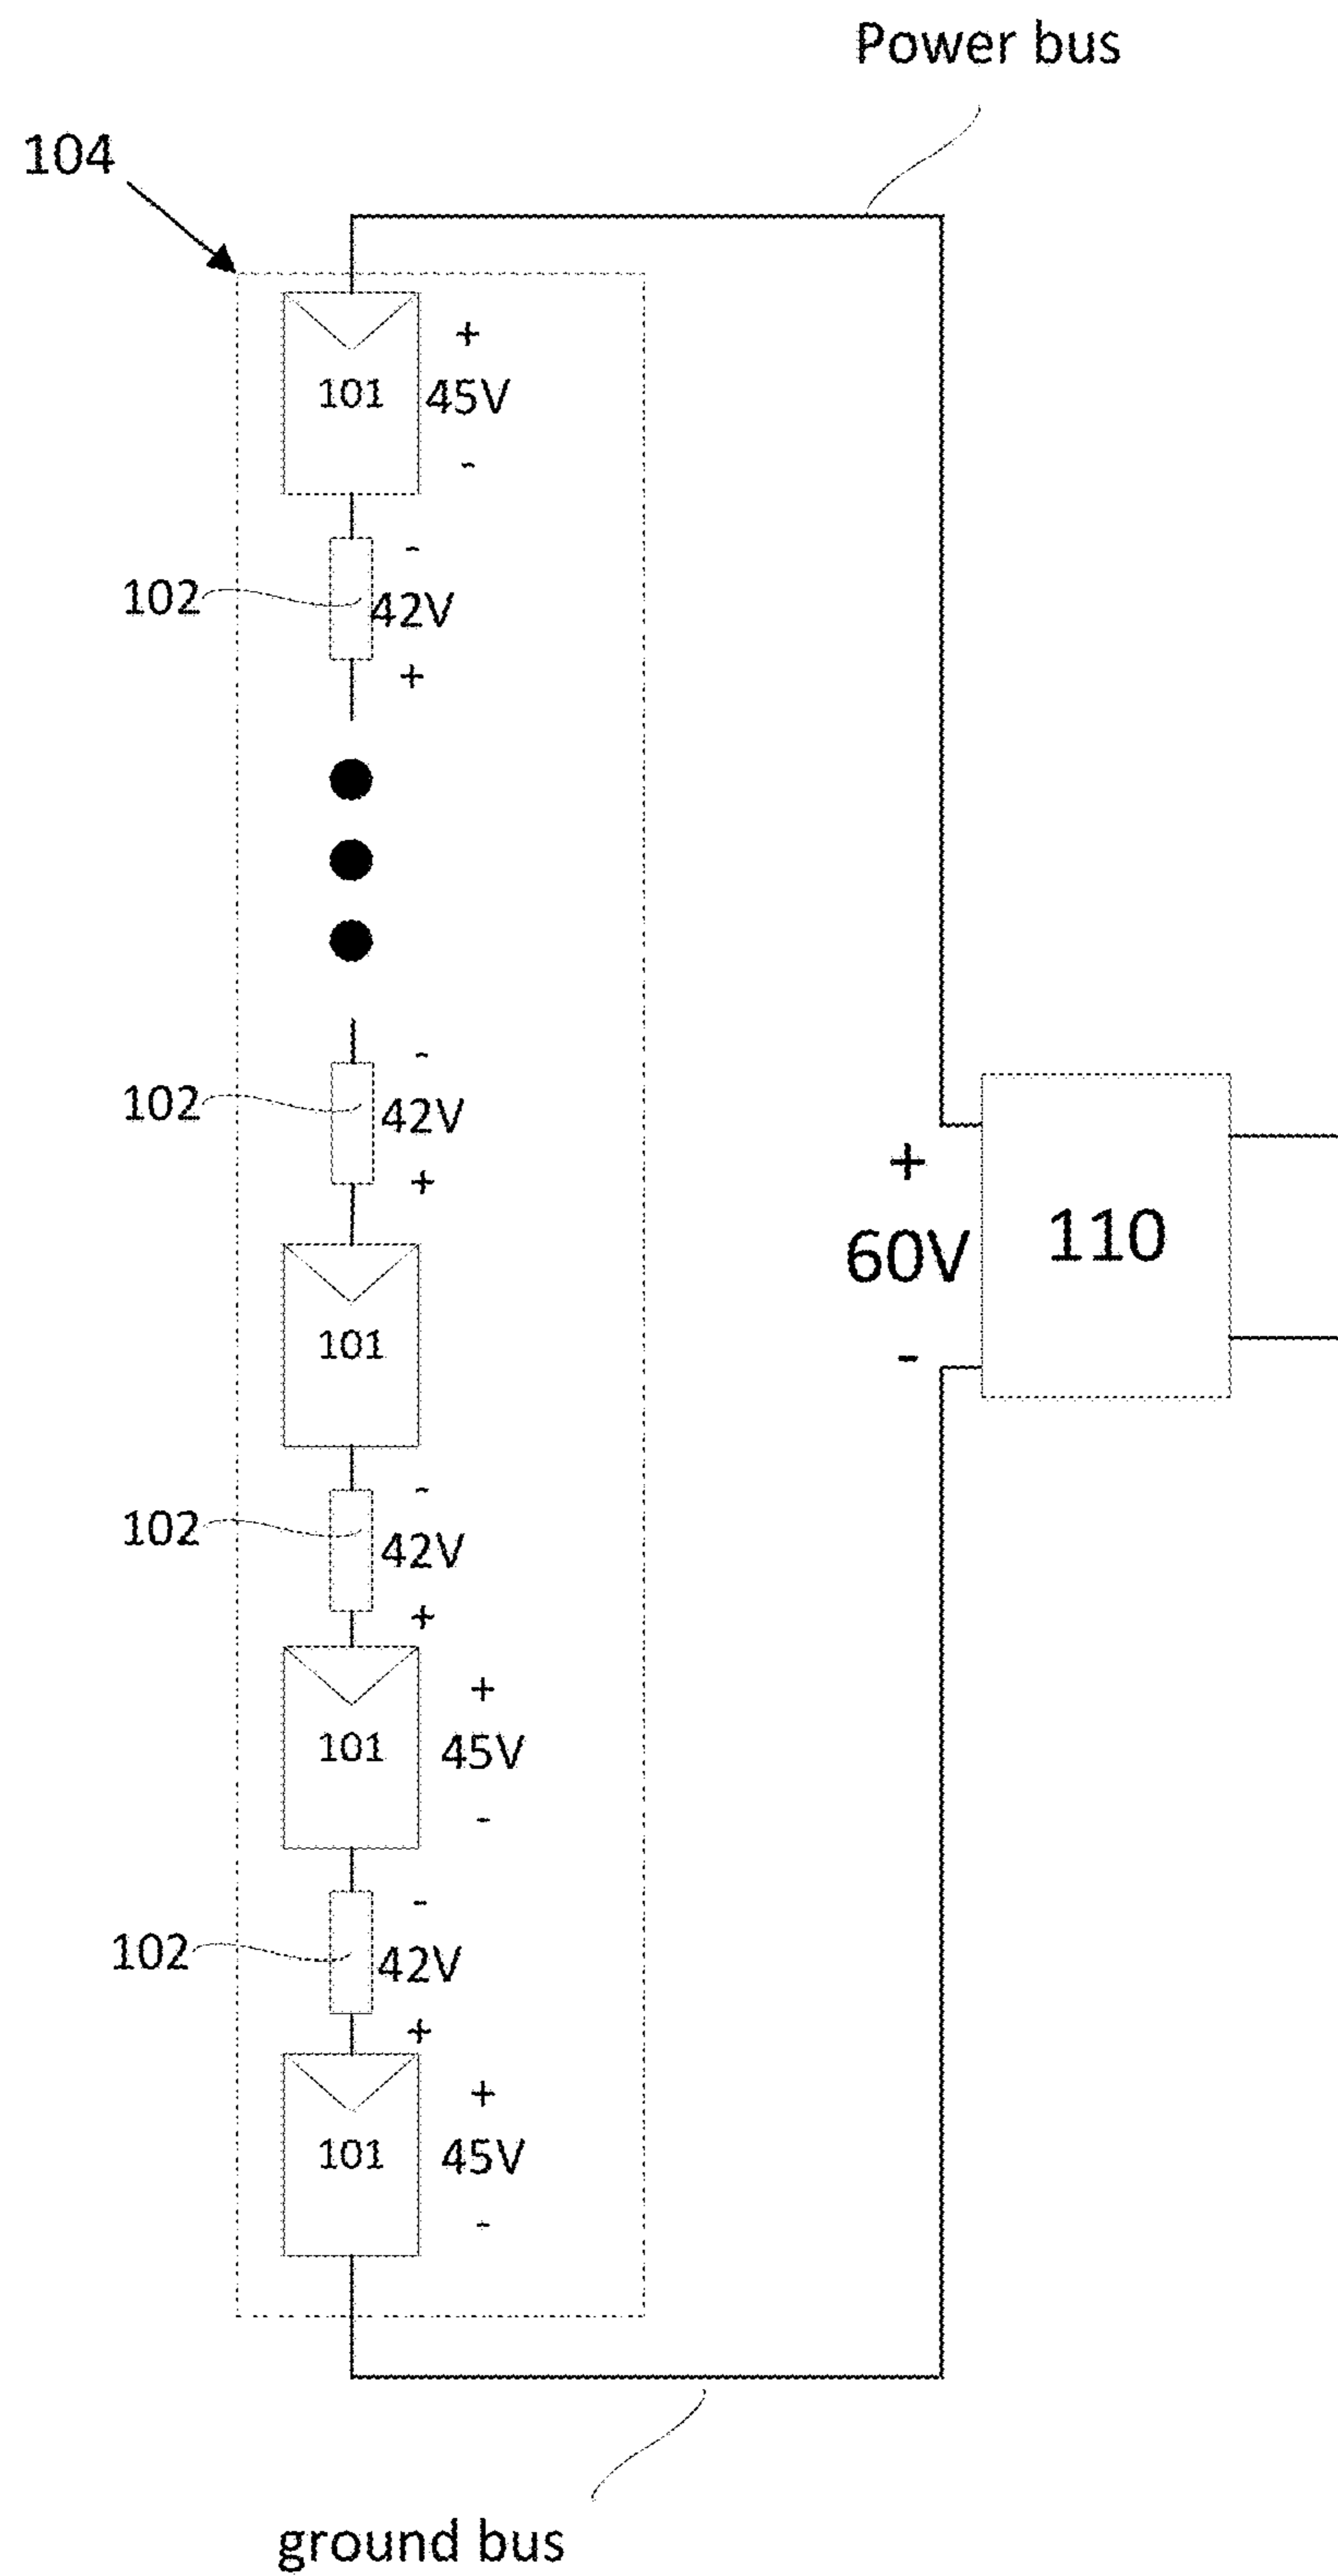 Power bus
104
+
101 45V
-
-
102 42V
+
-
102 42V
+
101
-
102 42V
+
+
101 45V
-
-
102 42V
+
+
101 45V
-
+
60V 110
-
ground bus